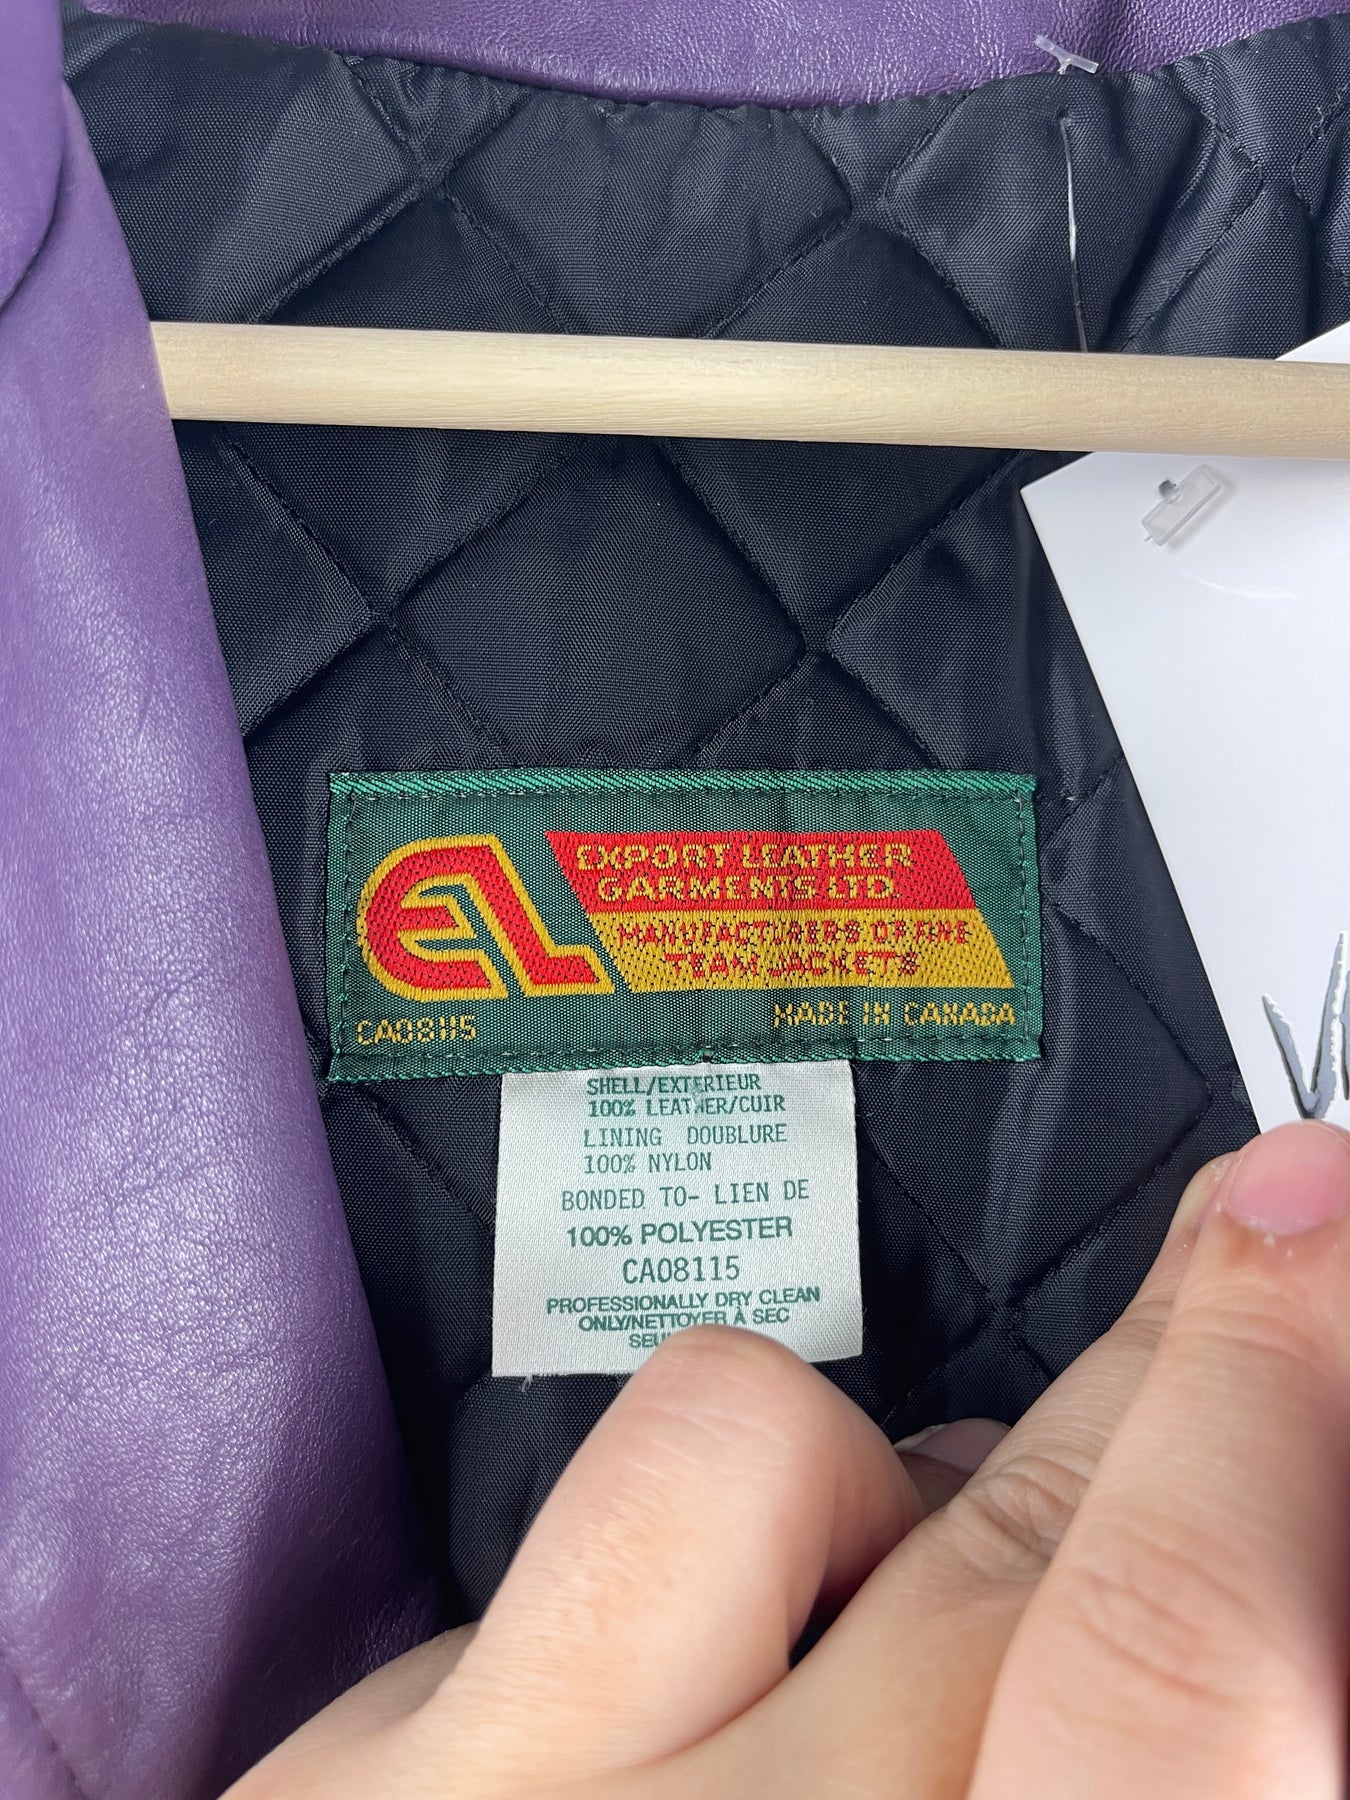 EL
EXPORT LEATHER
GARMENTS LTD.
MANUFACTURERS OF FINE
TEAM JACKETS
CA08115
MADE IN CANADA
SHELL/EXTERIEUR
100% LEATHER/CUIR
LINING DOUBLURE
100% NYLON
BONDED TO- LIEN DE
100% POLYESTER
CA08115
PROFESSIONALLY DRY CLEAN
ONLY/NETTOYER À SEC